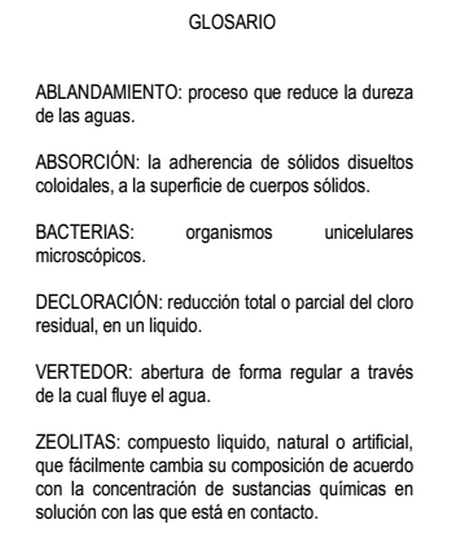 GLOSARIO
ABLANDAMIENTO: proceso que reduce la dureza
de las aguas.
ABSORCIÓN: la adherencia de sólidos disueltos
coloidales, a la superficie de cuerpos sólidos.
BACTERIAS: organismos unicelulares
microscópicos.
DECLORACIÓN: reducción total o parcial del cloro
residual, en un liquido.
VERTEDOR: abertura de forma regular a través
de la cual fluye el agua.
ZEOLITAS: compuesto liquido, natural o artificial,
que fácilmente cambia su composición de acuerdo
con la concentración de sustancias químicas en
solución con las que está en contacto.